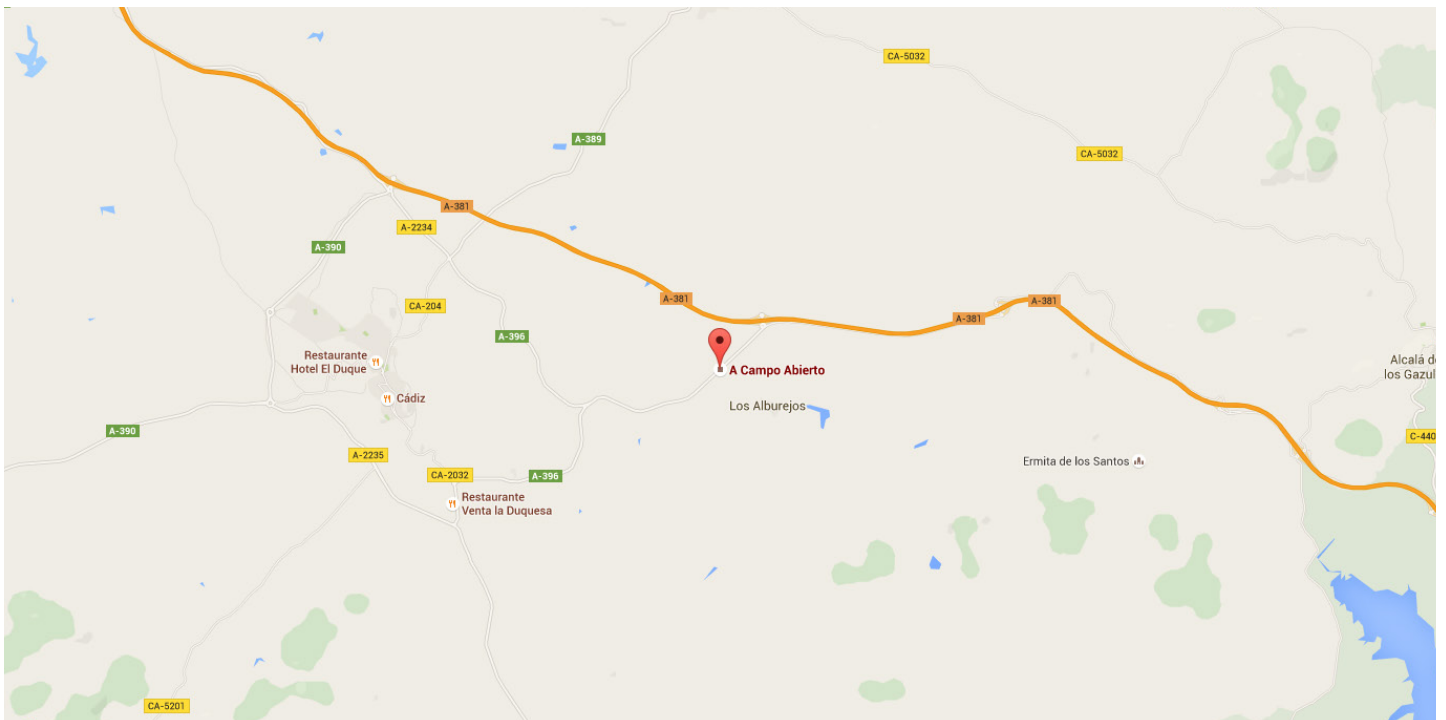 CA-5032
A-389
CA-5032
A-381
A-2234
A-390
A-381
A-381
A-381
CA-204
A-396
Restaurante
Hotel El Duque
A Campo Abierto
Alcalá d
los Gazul
Cádiz
Los Alburejos
A-390
C-440
A-2235
Ermita de los Santos
CA-2032
A-396
Restaurante
Venta la Duquesa
CA-5201